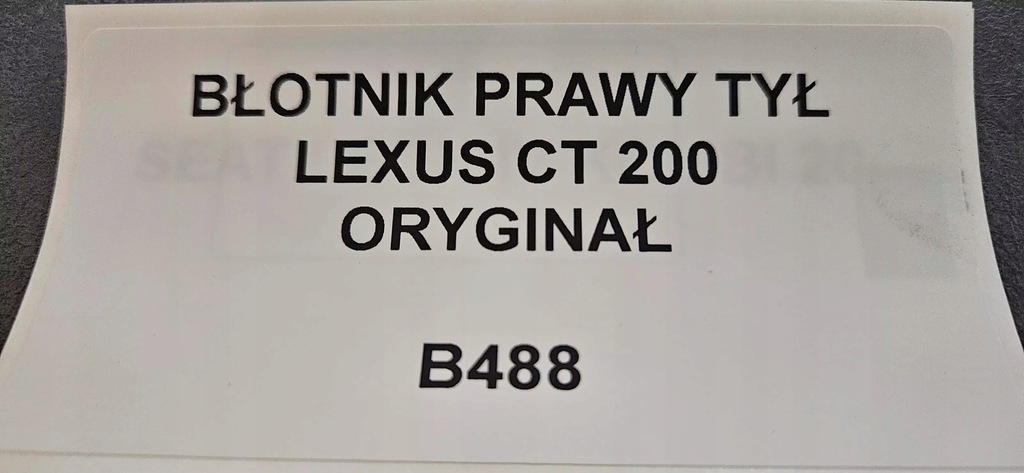 BŁOTNIK PRAWY TYŁ
LEXUS CT 200
ORYGINAŁ
B488